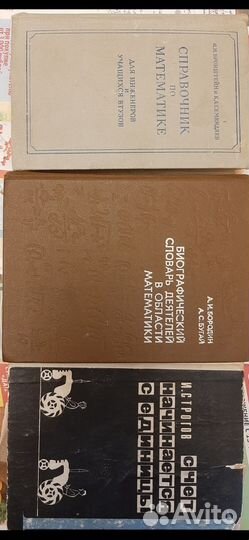 И.Н. БРОНШТЕЙН и К.А. СЕМЕНДЯЕВ
СПРАВОЧНИК
ПО
МАТЕМАТИКЕ
ДЛЯ ИНЖЕНЕРОВ
И
УЧАЩИХСЯ ВТУЗОВ
А.И.БОРОДИН
А.С.БУГАЙ
БИОГРАФИЧЕСКИЙ
СЛОВАРЬ ДЕЯТЕЛЕЙ
В ОБЛАСТИ
МАТЕМАТИКИ
И.СТРОГОВ
СЧЕТ
НАЧИНАЕТСЯ
С ЕДИНИЦЫ
Avito